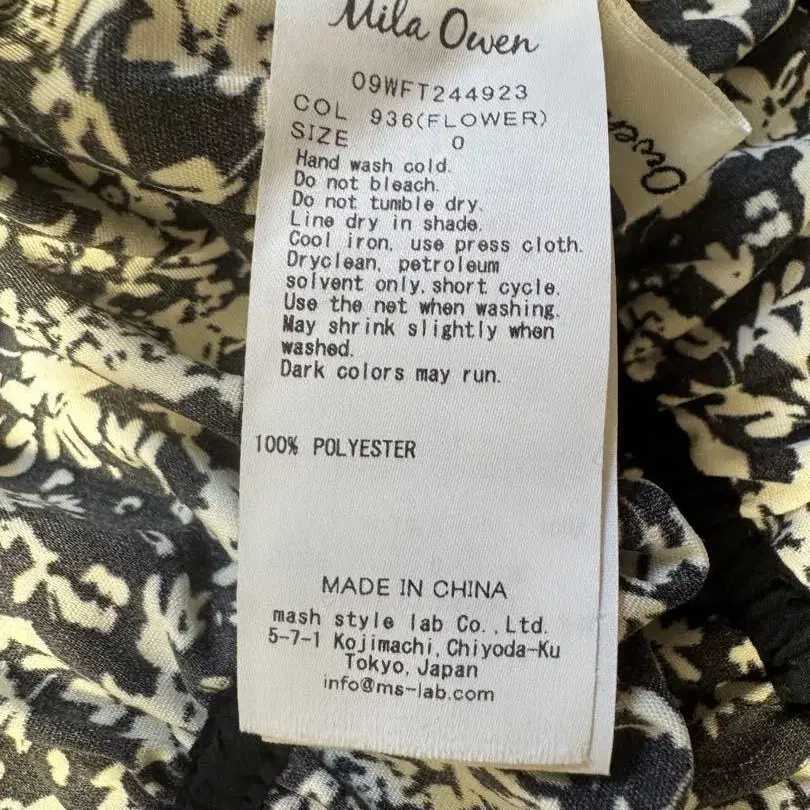 Mila Owen
09WFT244923
COL 936(FLOWER)
SIZE 0
Hand wash cold.
Do not bleach.
Do not tumble dry.
Line dry in shade.
Cool iron, use press cloth.
Dryclean, petroleum
solvent only, short cycle.
Use the net when washing.
May shrink slightly when
washed.
Dark colors may run.
100% POLYESTER
MADE IN CHINA
mash style lab Co.,Ltd.
5-7-1 Kojimachi,Chiyoda-Ku
Tokyo,Japan
info@ms-lab.com
Owen